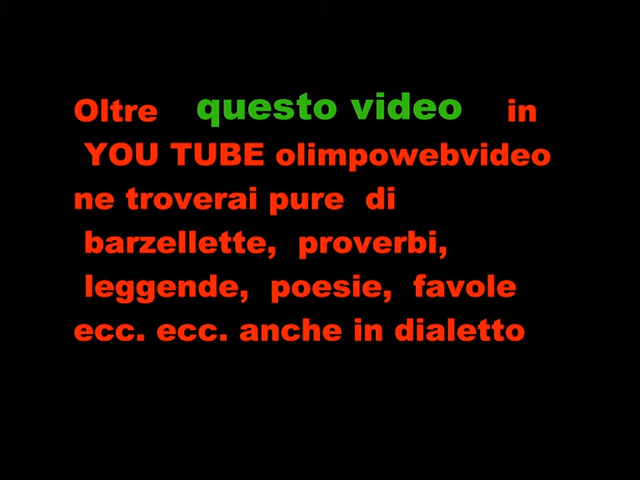 Oltre questo video in
YOU TUBE olimpowebvideo
ne troverai pure di
barzellette, proverbi,
leggende, poesie, favole
ecc. ecc. anche in dialetto